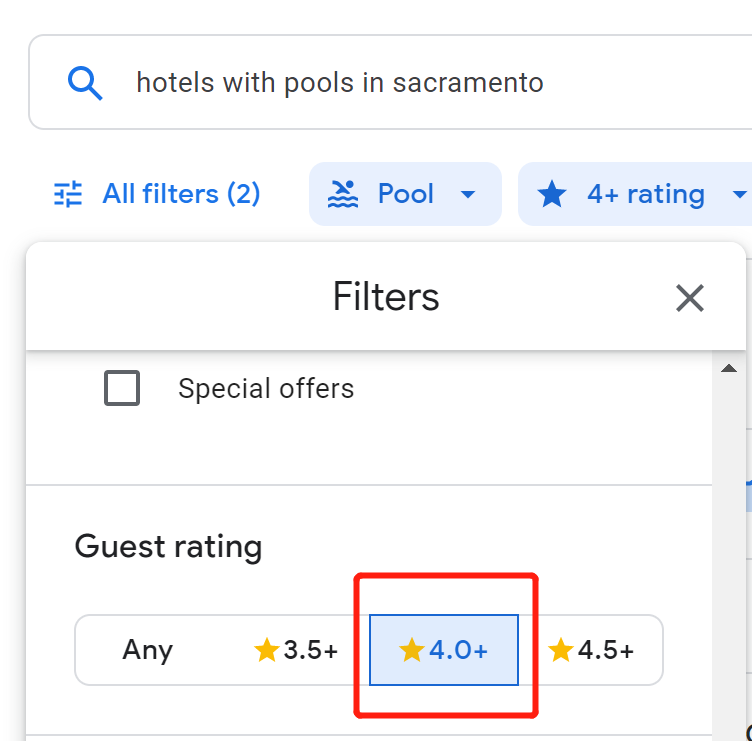 hotels with pools in sacramento
All filters (2) Pool 4+ rating
Filters
Special offers
Guest rating
Any 3.5+ 4.0+ 4.5+